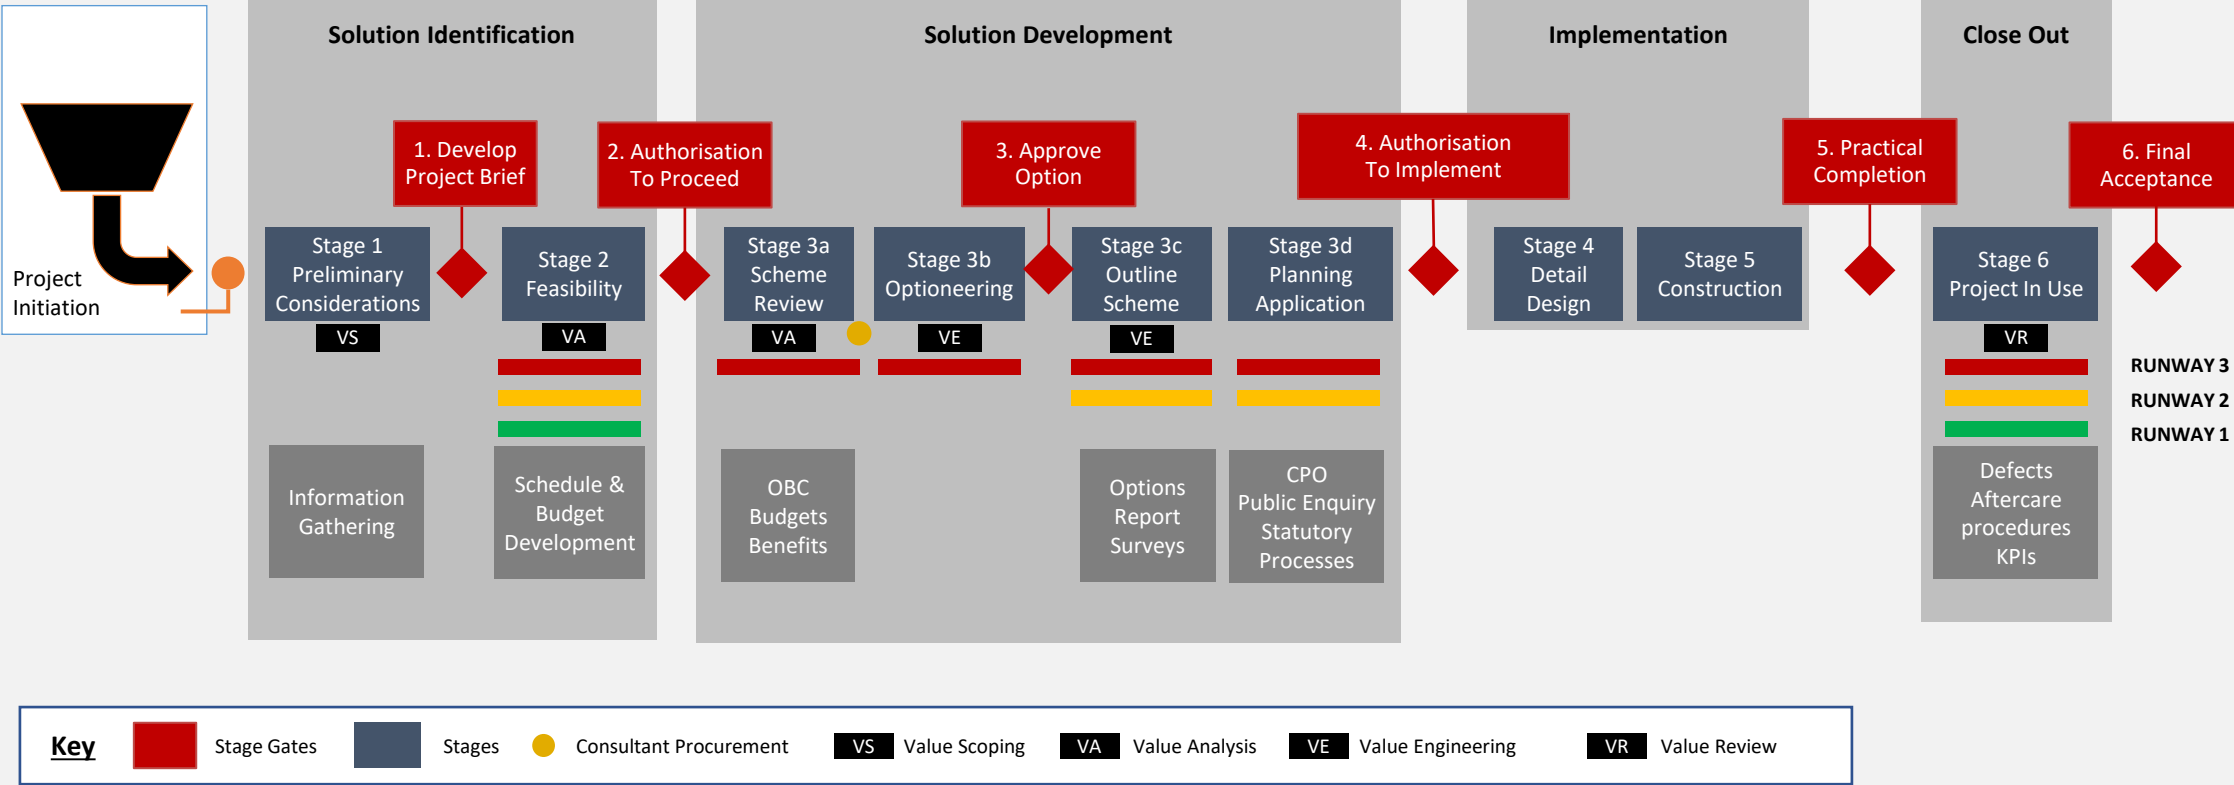 Solution Identification
Solution Development
Implementation
Close Out
1. Develop
Project Brief
2. Authorisation
To Proceed
3. Approve
Option
4. Authorisation
To Implement
5. Practical
Completion
6. Final
Acceptance
Project
Initiation
Stage 1
Preliminary
Considerations
Stage 2
Feasibility
Stage 3a
Scheme
Review
Stage 3b
Optioneering
Stage 3c
Outline
Scheme
Stage 3d
Planning
Application
Stage 4
Detail
Design
Stage 5
Construction
Stage 6
Project In Use
VS
VA
VA
VE
VE
VR
RUNWAY 3
RUNWAY 2
RUNWAY 1
Information
Gathering
Schedule &
Budget
Development
OBC
Budgets
Benefits
Options
Report
Surveys
CPO
Public Enquiry
Statutory
Processes
Defects
Aftercare
procedures
KPIs
Key
Stage Gates
Stages
Consultant Procurement
VS
Value Scoping
VA
Value Analysis
VE
Value Engineering
VR
Value Review